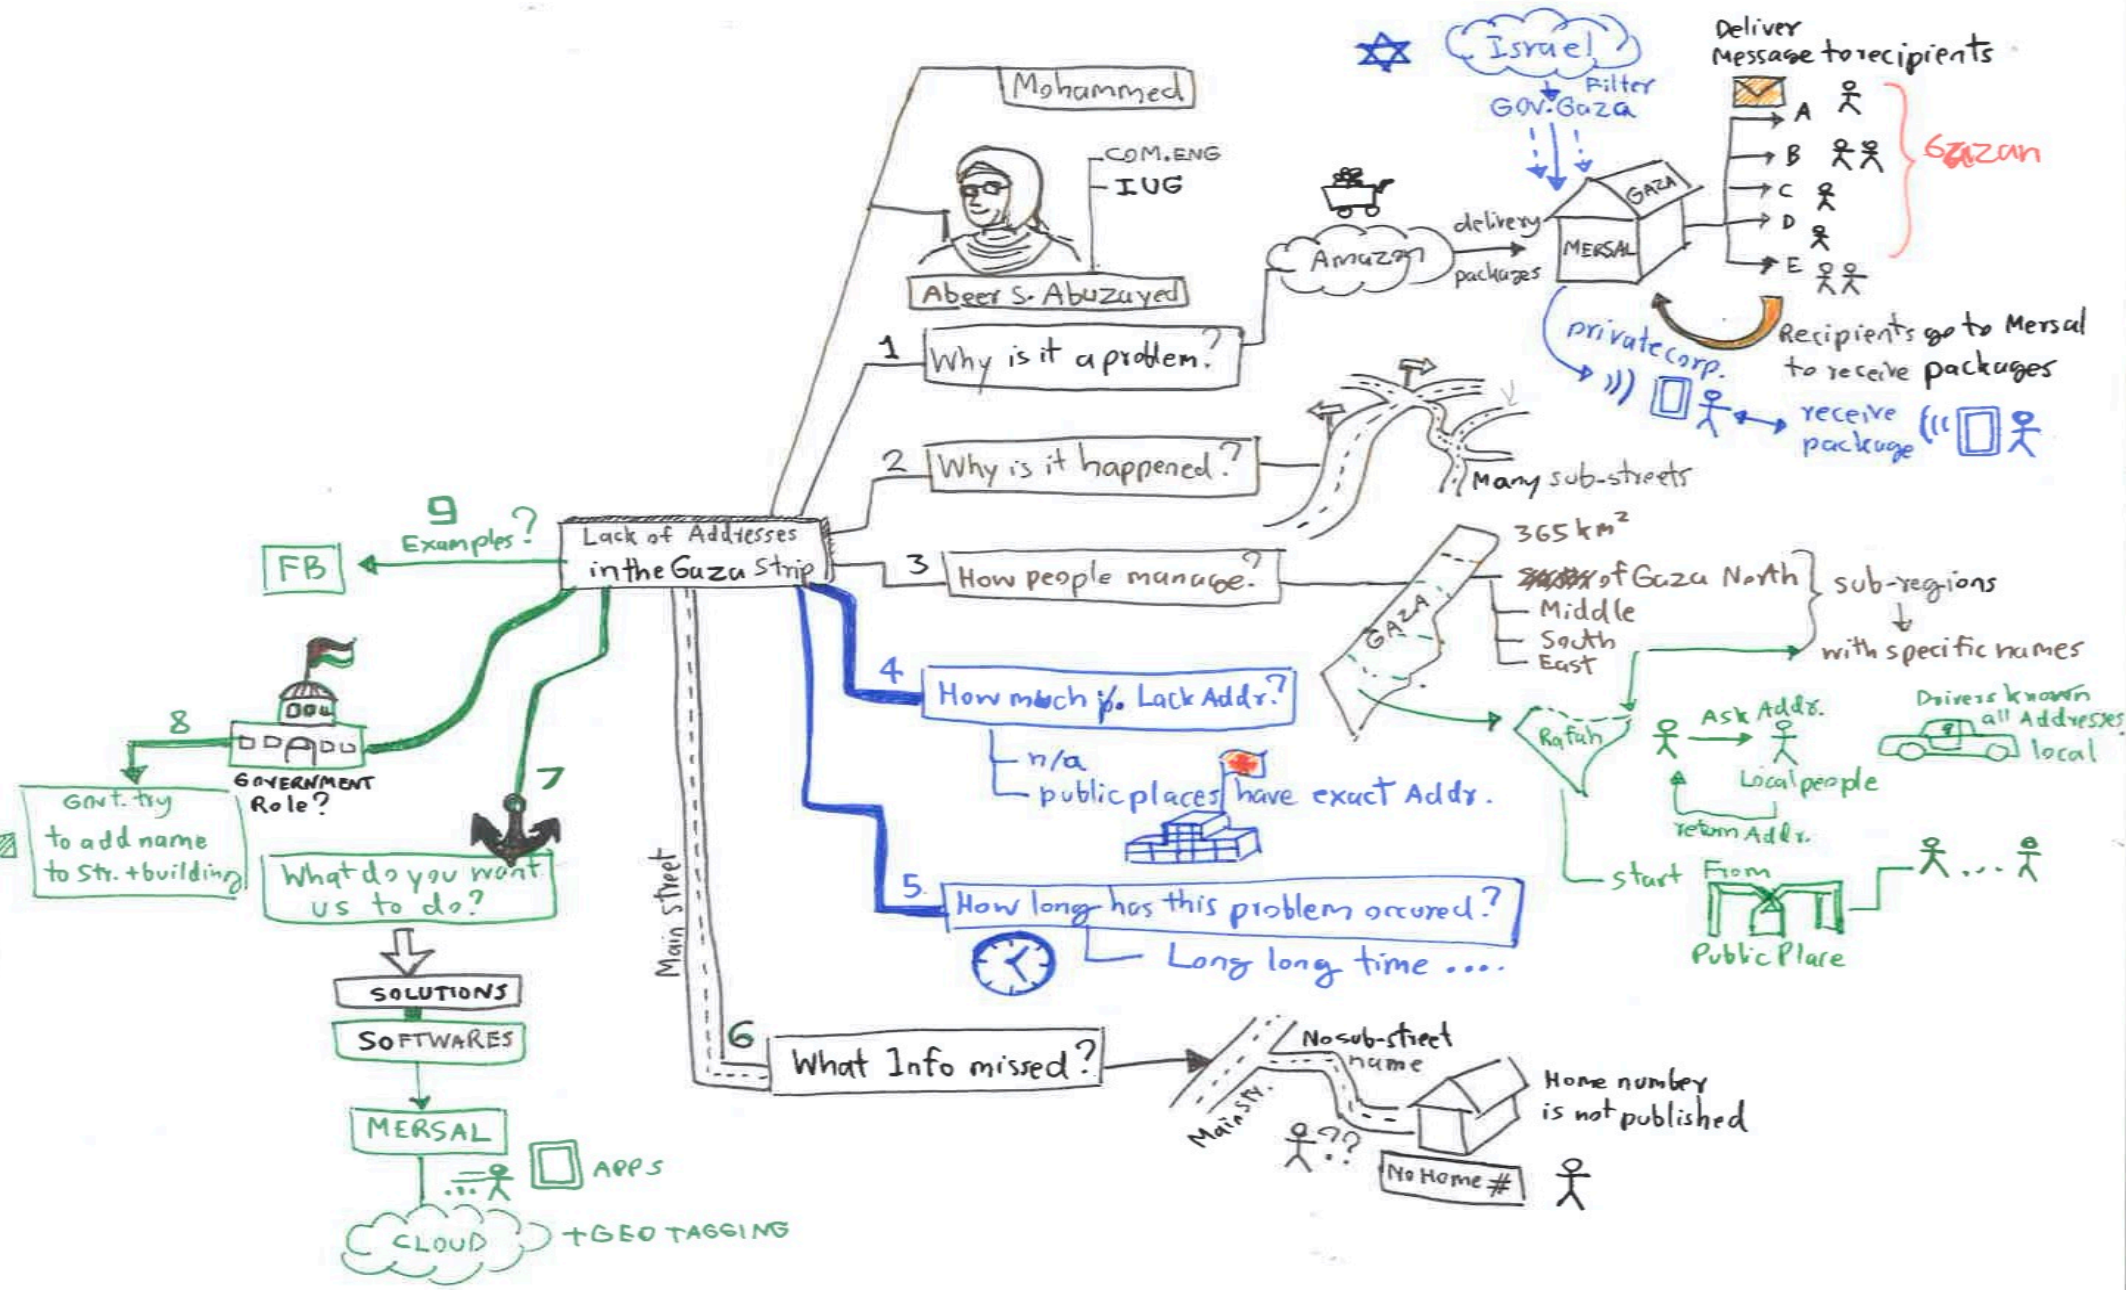 Mohammed
COM.ENG
IUG
Abeer S. Abuzayed
1
Why is it a problem?
Amazon
delivery
packages
Israel
Filter
GOV. Gaza
GAZA
MERSAL
Deliver
Message to recipients
A
B
C
D
E
Gazan
Recipients go to Mersal
to receive packages
private corp.
receive
package
2
Why is it happened?
Many sub-streets
Lack of Addresses
in the Gaza Strip
3
How people manage?
GAZA
365 km²
of Gaza North
Middle
South
East
sub-regions
with specific names
Rafah
Ask Addr.
Local people
return Addr.
Drivers known
all Addresses
local
start From
Public Place
4
How much %. Lack Addr.?
n/a
public places have exact Addr.
5
How long has this problem occured?
Long long time ....
Main street
6
What Info missed?
Main Str.
No sub-street
name
??
No Home #
Home number
is not published
7
What do you want
us to do?
SOLUTIONS
SOFTWARES
MERSAL
APPS
CLOUD
+GEO TAGGING
8
GOVERNMENT
Role?
Govt. try
to add name
to Str. + building
9
Examples?
FB